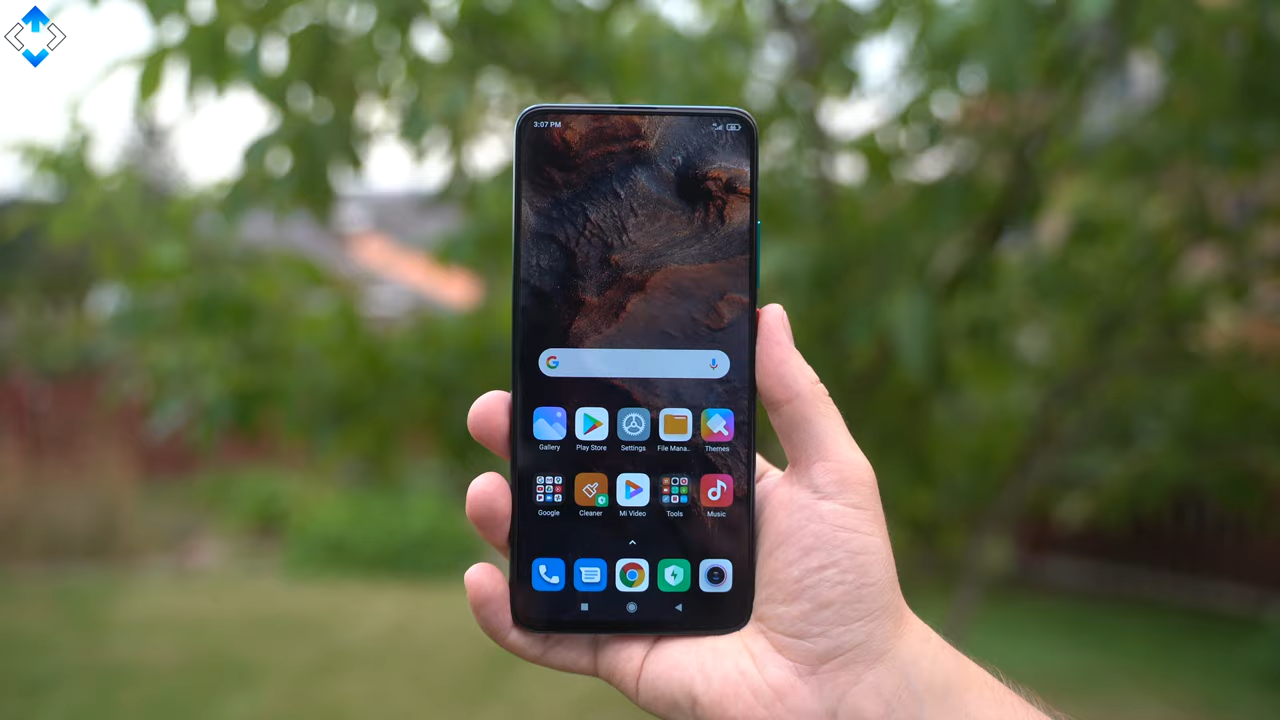 3:07 PM
Gallery Play Store Settings File Mana.. Themes
Google Cleaner Mi Video Tools Music